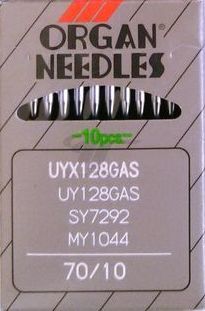 ORGAN®
NEEDLES
-10pcs.-
UYX128GAS
UY128GAS
SY7292
MY1044
70/10